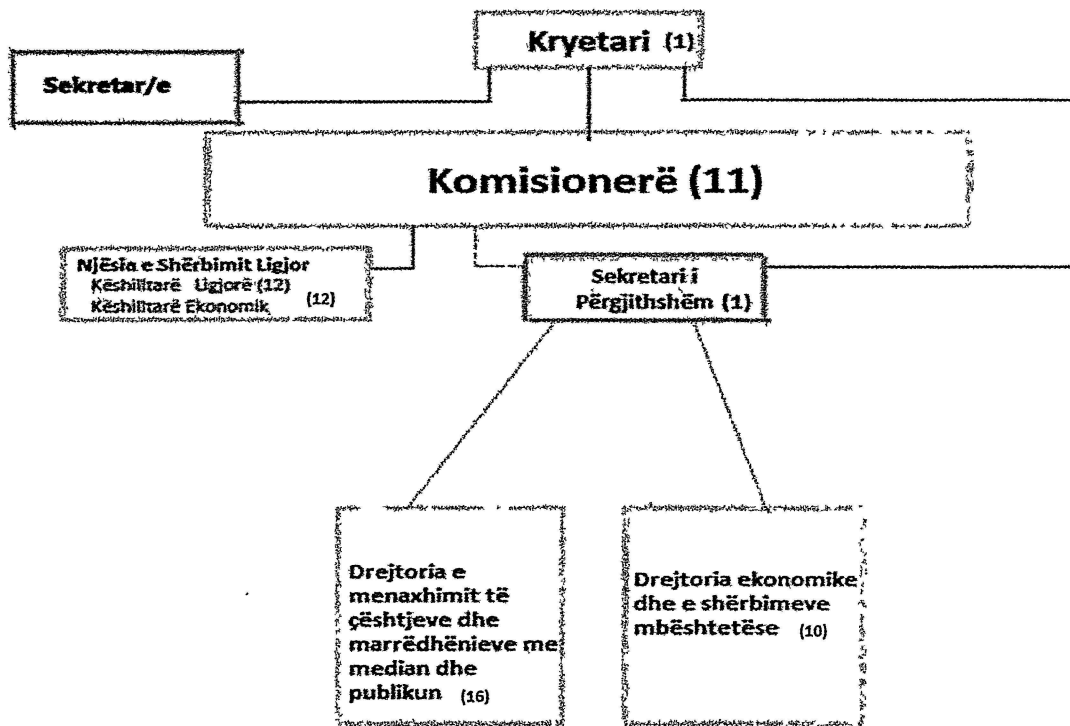 Kryetari (1)
Sekretar/e
Komisionerë (11)
Njësia e Shërbimit Ligjor
Këshilltarë Ligjorë (12)
Këshilltarë Ekonomik (12)
Sekretari i
Përgjithshëm (1)
Drejtoria e
menaxhimit të
çështjeve dhe
marrëdhënieve me
median dhe
publikun (16)
Drejtoria ekonomike
dhe e shërbimeve
mbështetëse (10)